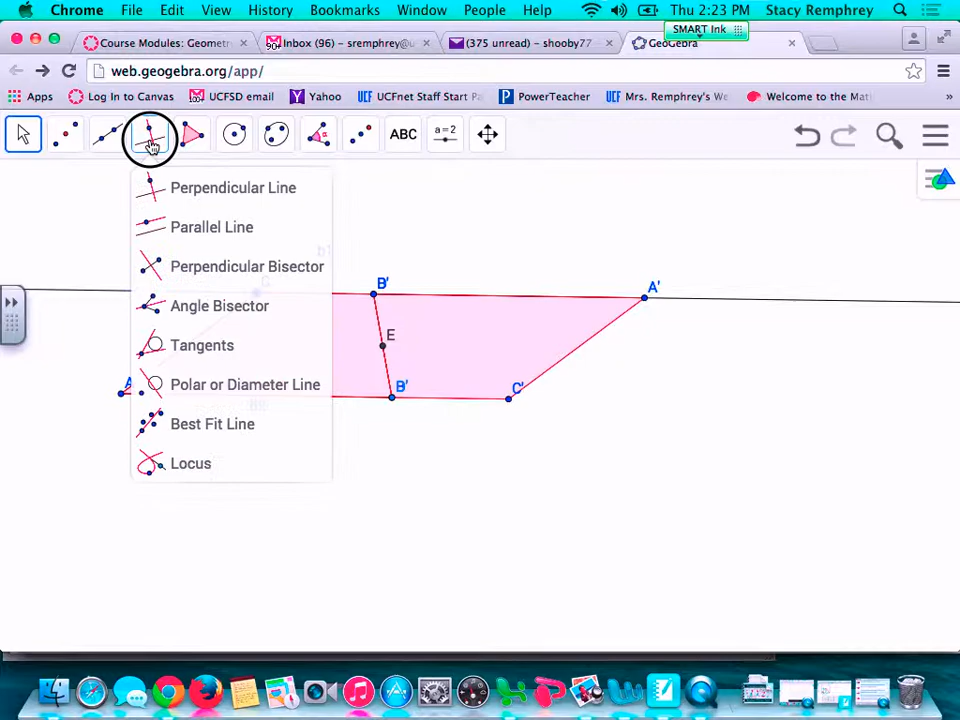 Chrome File Edit View History Bookmarks Window People Help Thu 2:23 PM Stacy Remphrey
SMART Ink
Course Modules: Geomet
90+ Inbox (96) – sremphrey@u
(375 unread) – shooby77
GeoGebra
web.geogebra.org/app/
Apps Log In to Canvas UCFSD email Yahoo UCFnet Staff Start Pa PowerTeacher Mrs. Remphrey's We Welcome to the Mat »
ABC a=2
Perpendicular Line
Parallel Line
Perpendicular Bisector
Angle Bisector
Tangents
Polar or Diameter Line
Best Fit Line
Locus
B' A'
E
B' C'